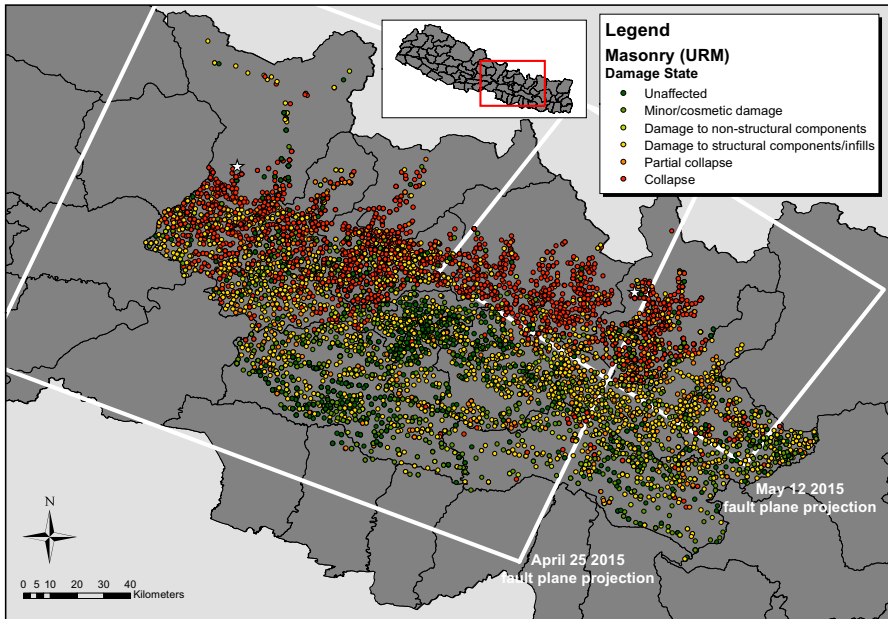 Legend
Masonry (URM)
Damage State
Unaffected
Minor/cosmetic damage
Damage to non-structural components
Damage to structural components/infills
Partial collapse
Collapse
May 12 2015
fault plane projection
April 25 2015
fault plane projection
N
0 5 10 20 30 40
Kilometers